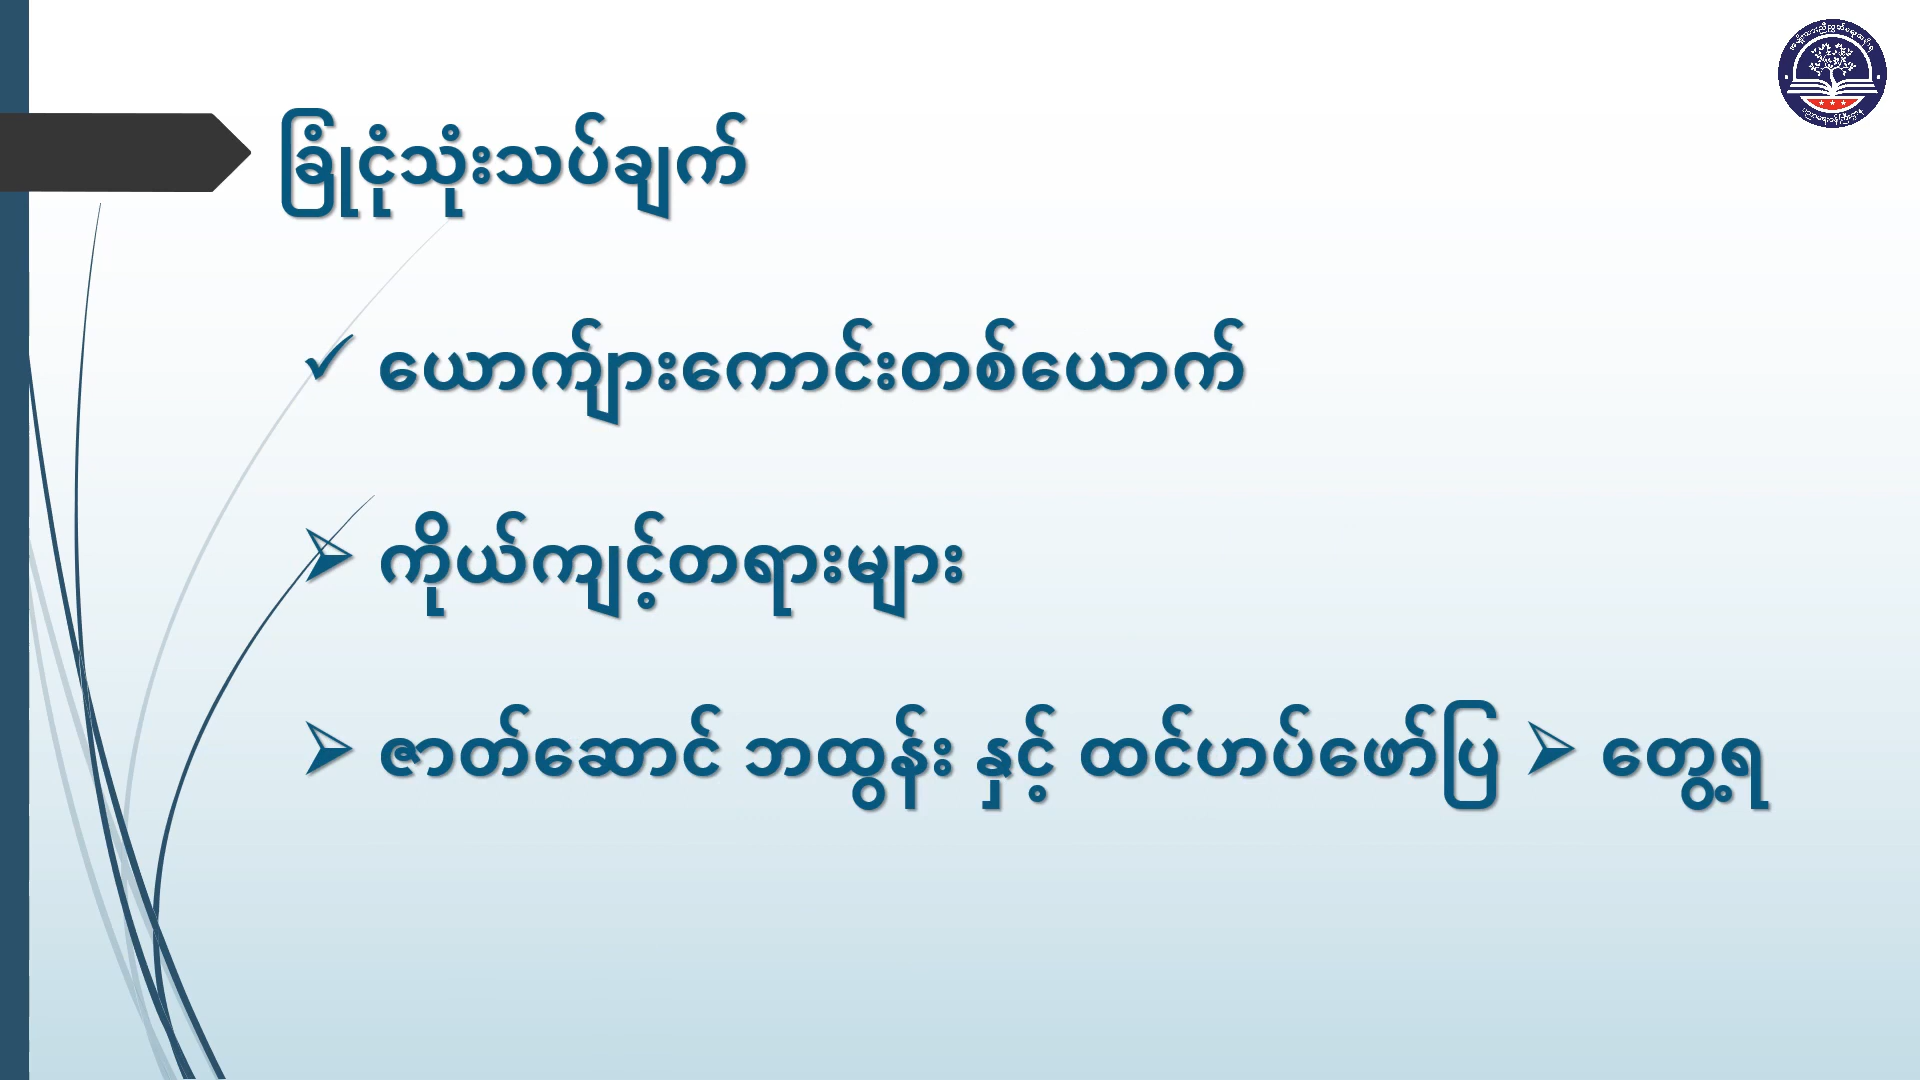 ခြုံငုံသုံးသပ်ချက်
✓ ယောက်ျားကောင်းတစ်ယောက်
➢ ကိုယ်ကျင့်တရားများ
➢ ဇာတ်ဆောင် ဘထွန်း နှင့် ထင်ဟပ်ဖော်ပြ ➢ တွေ့ရ